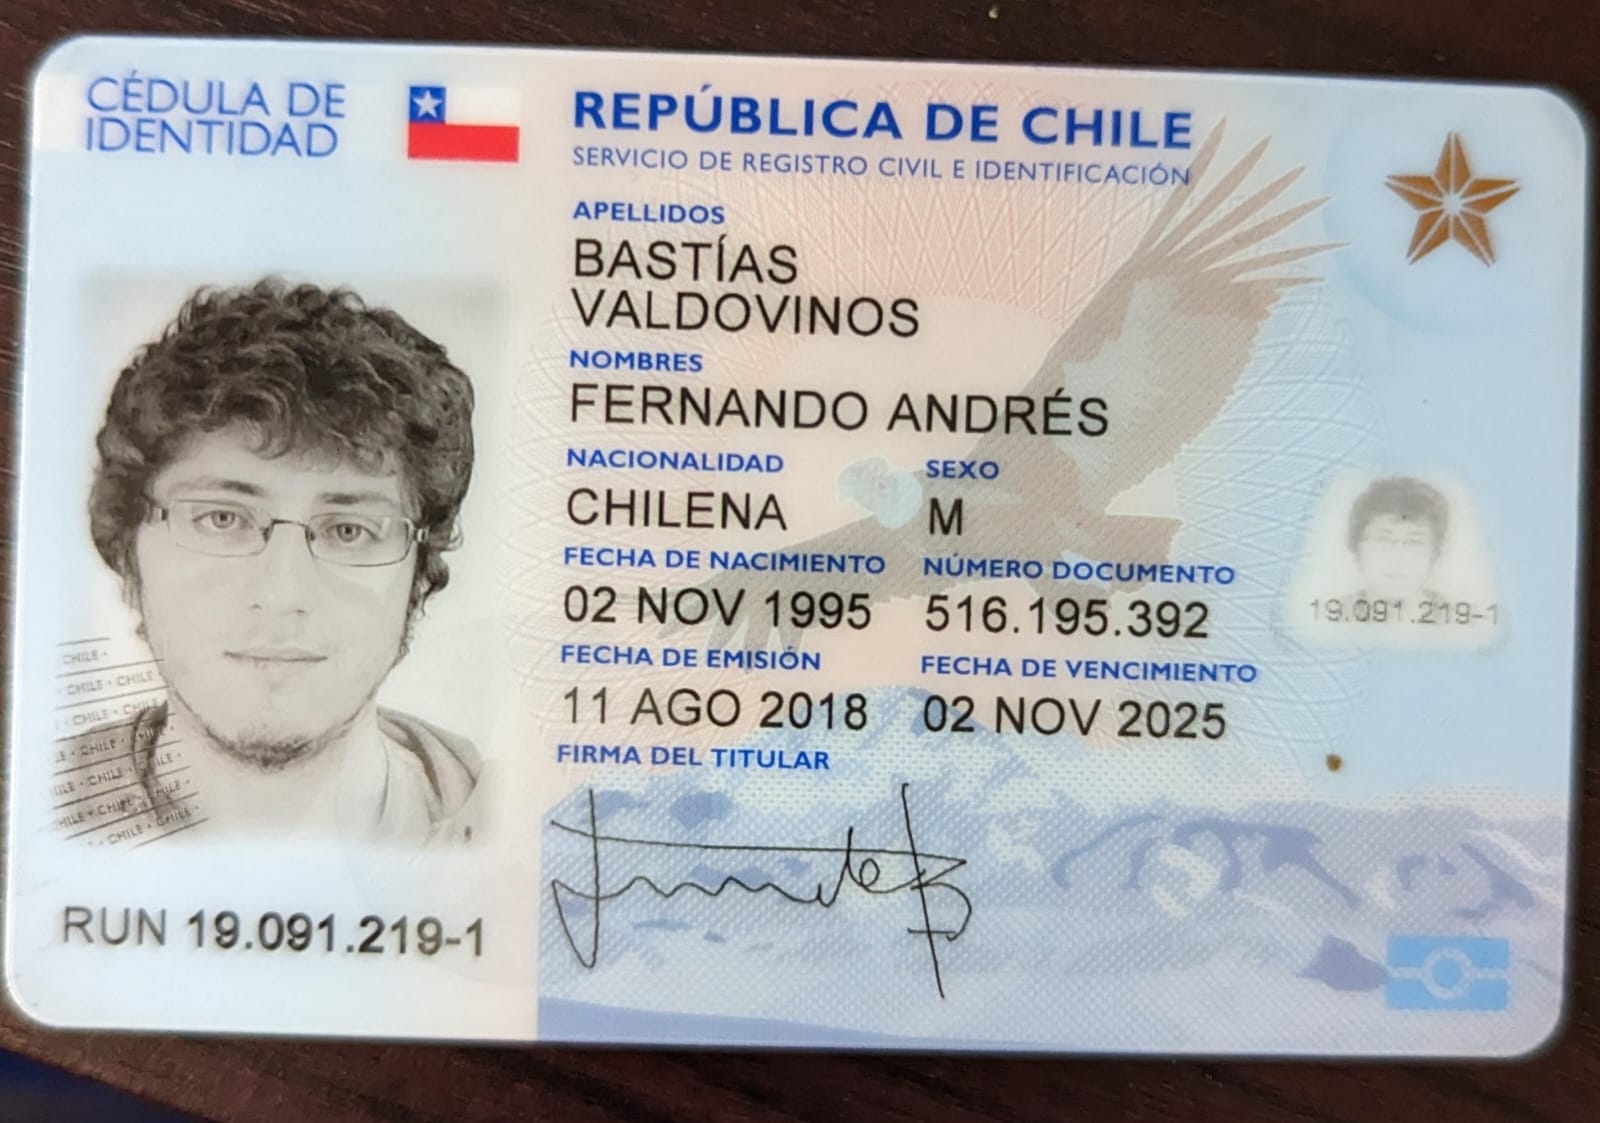 CÉDULA DE
IDENTIDAD
REPÚBLICA DE CHILE
SERVICIO DE REGISTRO CIVIL E IDENTIFICACIÓN
APELLIDOS
BASTÍAS
VALDOVINOS
NOMBRES
FERNANDO ANDRÉS
NACIONALIDAD SEXO
CHILENA M
FECHA DE NACIMIENTO NÚMERO DOCUMENTO
02 NOV 1995 516.195.392
19.091.219-1
FECHA DE EMISIÓN FECHA DE VENCIMIENTO
11 AGO 2018 02 NOV 2025
FIRMA DEL TITULAR
CHILE ·
· CHILE · CHILE
· CHILE · CHILE
· CHILE ·
CHILE · CHILE
CHILE · CHILE · CHILE ·
· CHILE · CHILE
RUN 19.091.219-1